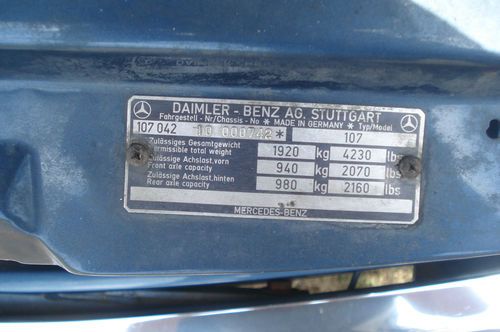 DAIMLER - BENZ AG. STUTTGART
Fahrgestell - Nr/Chassis - No * MADE IN GERMANY * Typ/Model
107 042 10 000742 * 107
Zulässiges Gesamtgewicht
Permissible total weight 1920 kg 4230 lbs
Zulässige Achslast.vorn
Front axle capacity 940 kg 2070 lbs
Zulässige Achslast.hinten
Rear axle capacity 980 kg 2160 lbs
MERCEDES-BENZ